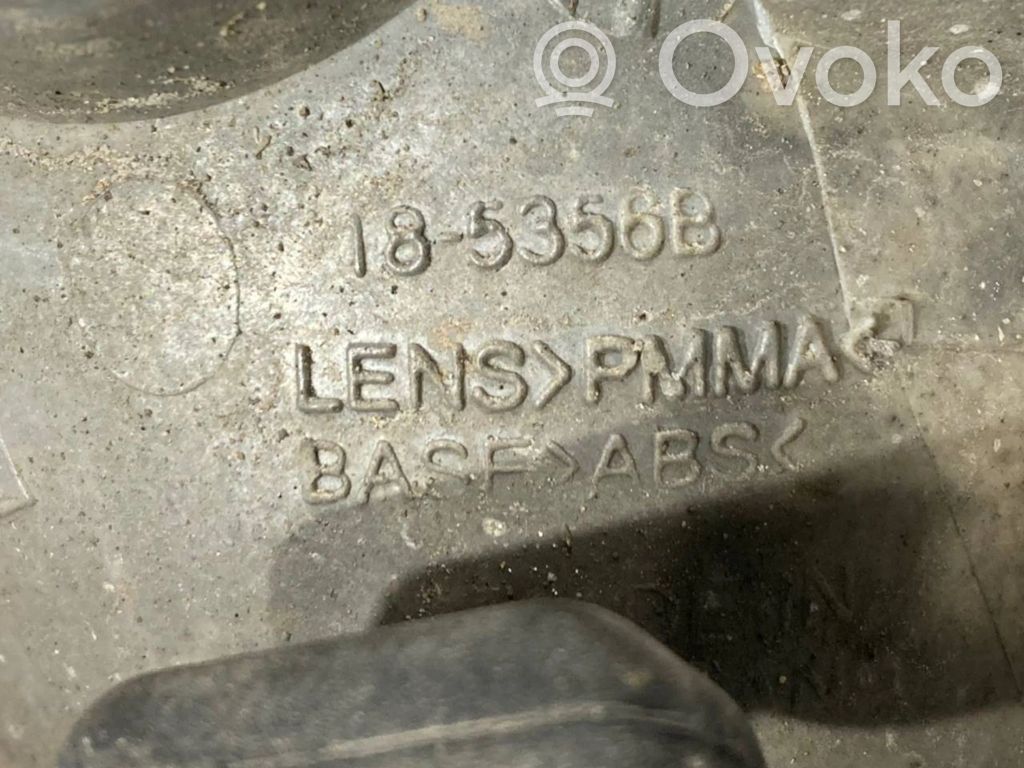 Ovoko
18-5356B
LENS>PMMA<
BASE>ABS<